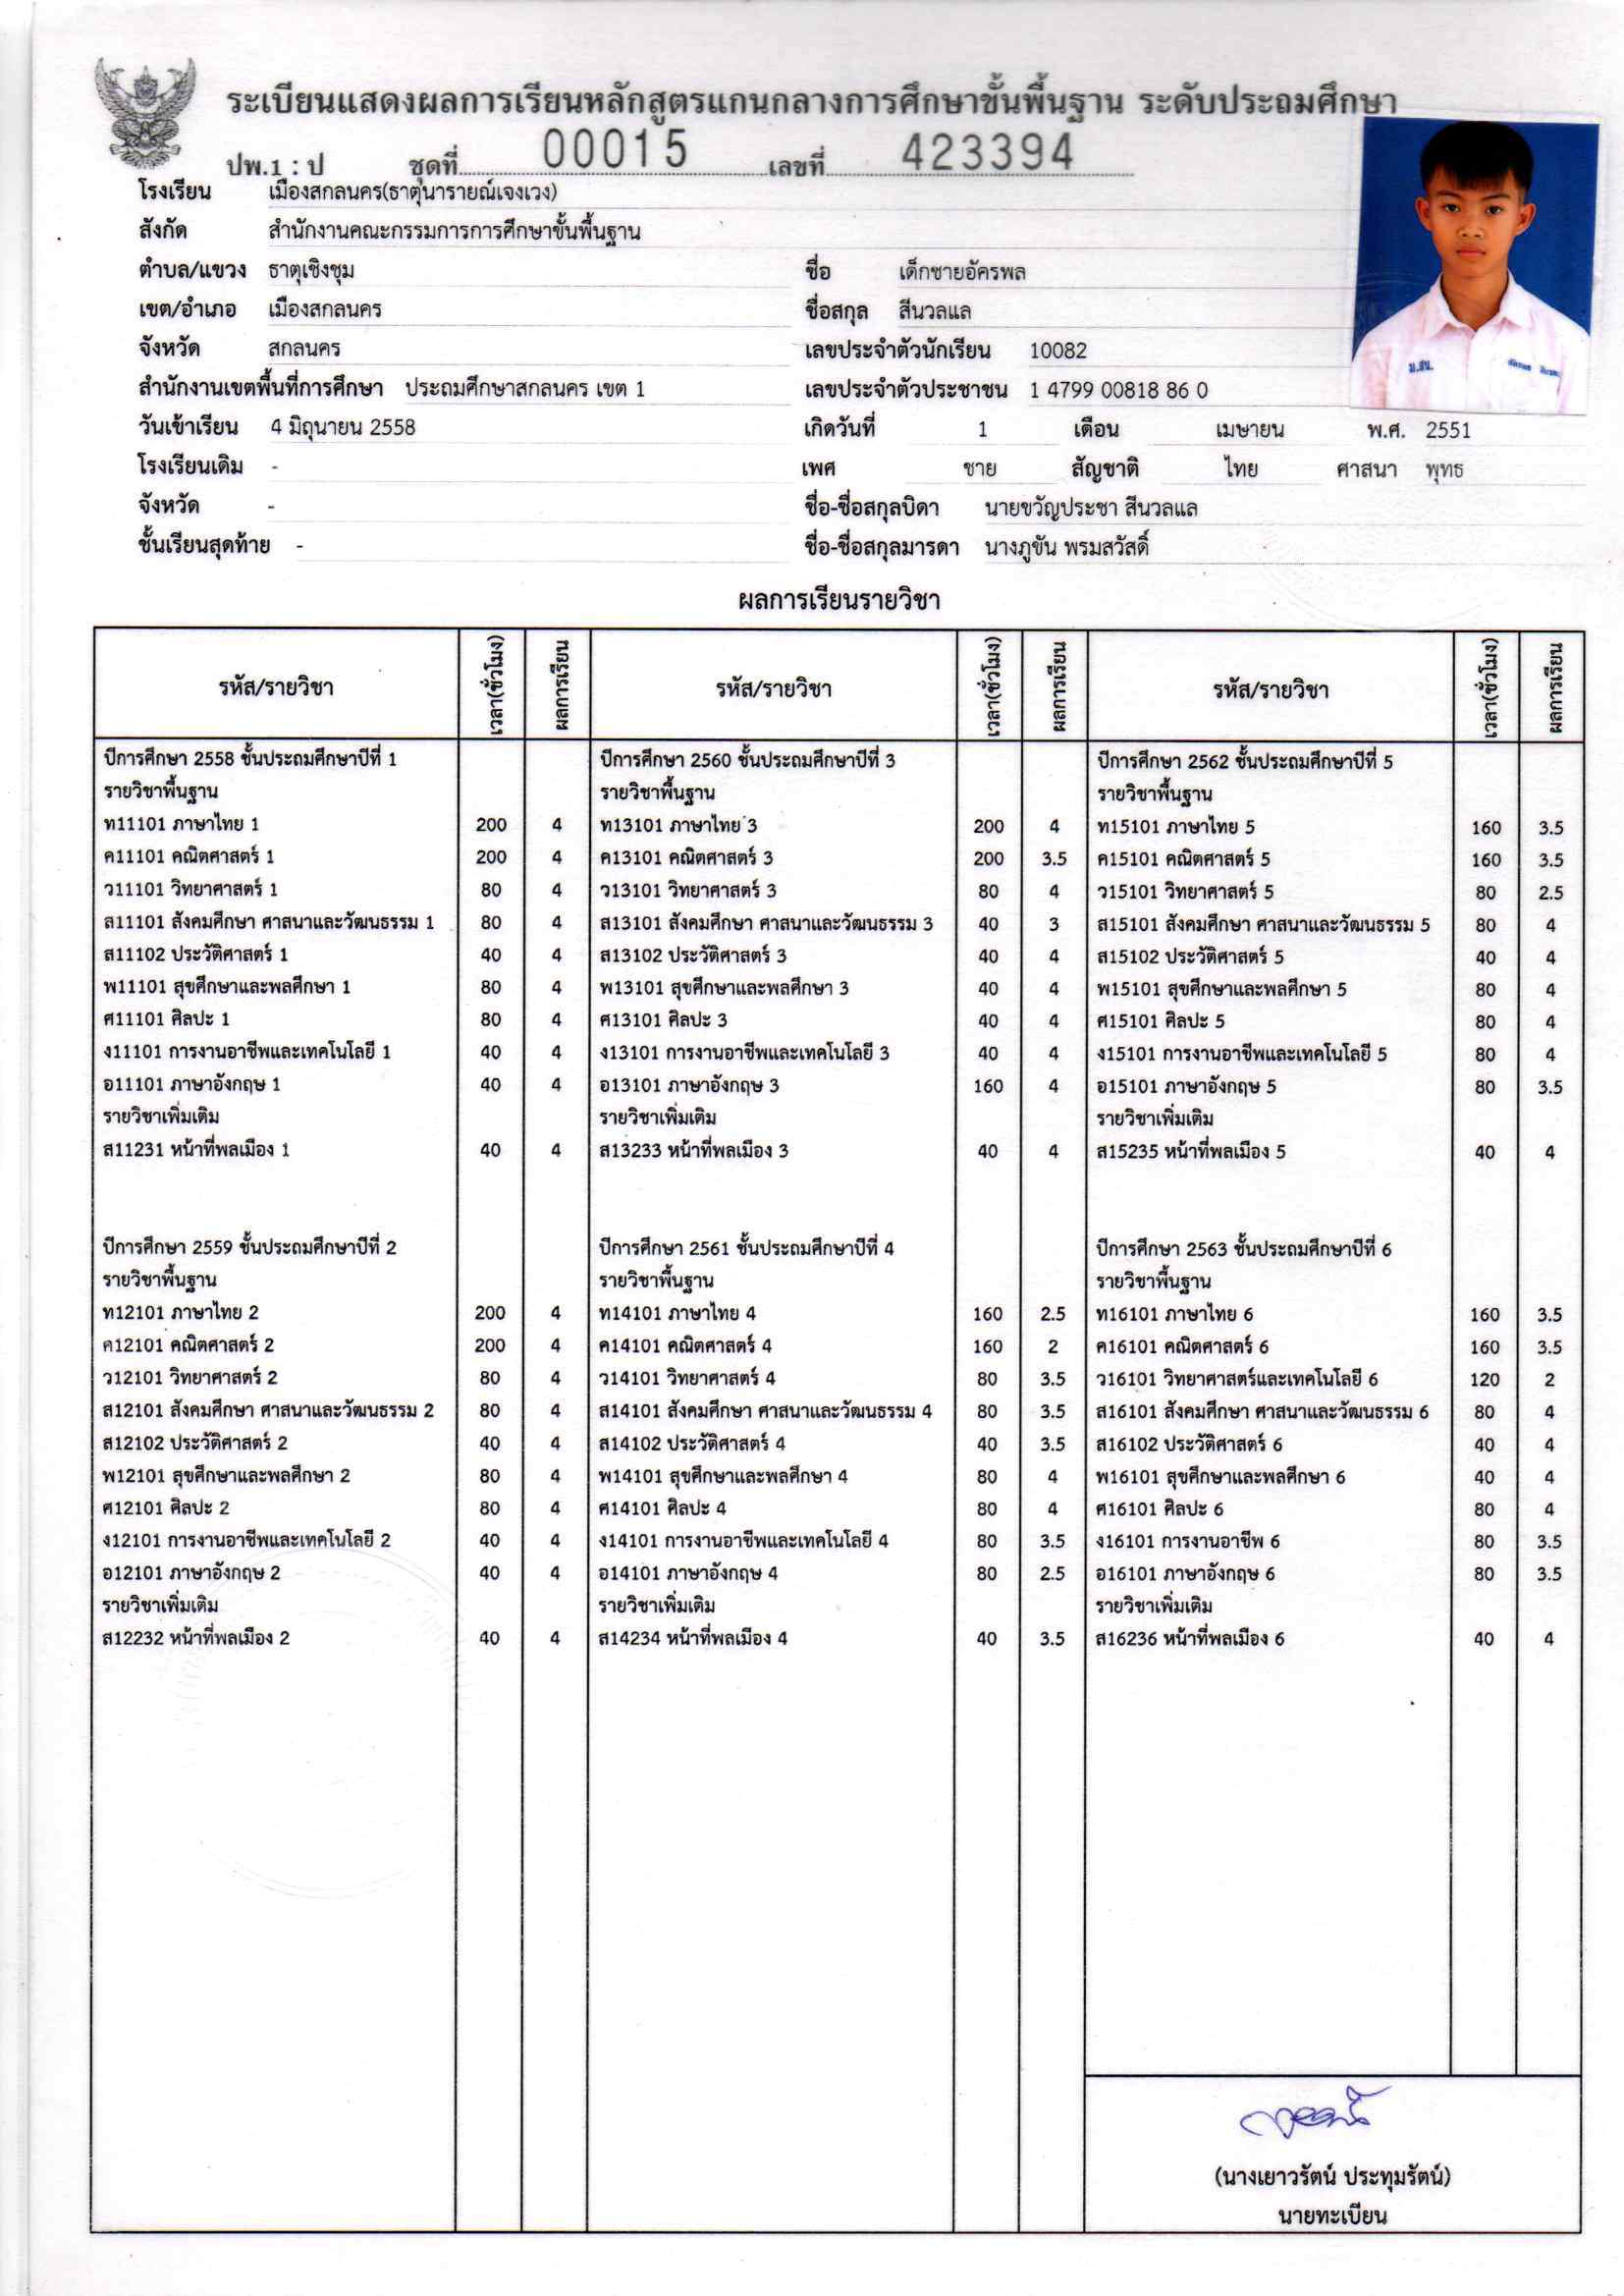 ระเบียนแสดงผลการเรียนหลักสูตรแกนกลางการศึกษาขั้นพื้นฐาน ระดับประถมศึกษา
ปพ.1 : ป ชุดที่ 00015 เลขที่ 423394
โรงเรียน เมืองสกลนคร(ธาตุนารายณ์เจงเวง)
สังกัด สำนักงานคณะกรรมการการศึกษาขั้นพื้นฐาน
ตำบล/แขวง ธาตุเชิงชุม
เขต/อำเภอ เมืองสกลนคร
จังหวัด สกลนคร
สำนักงานเขตพื้นที่การศึกษา ประถมศึกษาสกลนคร เขต 1
วันเข้าเรียน 4 มิถุนายน 2558
โรงเรียนเดิม -
จังหวัด -
ชั้นเรียนสุดท้าย -
ชื่อ เด็กชายอัครพล
ชื่อสกุล สีนวลแล
เลขประจำตัวนักเรียน 10082
เลขประจำตัวประชาชน 1 4799 00818 86 0
เกิดวันที่ 1 เดือน เมษายน พ.ศ. 2551
เพศ ชาย สัญชาติ ไทย ศาสนา พุทธ
ชื่อ-ชื่อสกุลบิดา นายขวัญประชา สีนวลแล
ชื่อ-ชื่อสกุลมารดา นางภูขัน พรมสวัสดิ์
ผลการเรียนรายวิชา
รหัส/รายวิชา เวลา(ชั่วโมง) ผลการเรียน
ปีการศึกษา 2558 ชั้นประถมศึกษาปีที่ 1
รายวิชาพื้นฐาน
ท11101 ภาษาไทย 1 200 4
ค11101 คณิตศาสตร์ 1 200 4
ว11101 วิทยาศาสตร์ 1 80 4
ส11101 สังคมศึกษา ศาสนาและวัฒนธรรม 1 80 4
ส11102 ประวัติศาสตร์ 1 40 4
พ11101 สุขศึกษาและพลศึกษา 1 80 4
ศ11101 ศิลปะ 1 80 4
ง11101 การงานอาชีพและเทคโนโลยี 1 40 4
อ11101 ภาษาอังกฤษ 1 40 4
รายวิชาเพิ่มเติม
ส11231 หน้าที่พลเมือง 1 40 4
ปีการศึกษา 2559 ชั้นประถมศึกษาปีที่ 2
รายวิชาพื้นฐาน
ท12101 ภาษาไทย 2 200 4
ค12101 คณิตศาสตร์ 2 200 4
ว12101 วิทยาศาสตร์ 2 80 4
ส12101 สังคมศึกษา ศาสนาและวัฒนธรรม 2 80 4
ส12102 ประวัติศาสตร์ 2 40 4
พ12101 สุขศึกษาและพลศึกษา 2 80 4
ศ12101 ศิลปะ 2 80 4
ง12101 การงานอาชีพและเทคโนโลยี 2 40 4
อ12101 ภาษาอังกฤษ 2 40 4
รายวิชาเพิ่มเติม
ส12232 หน้าที่พลเมือง 2 40 4
รหัส/รายวิชา เวลา(ชั่วโมง) ผลการเรียน
ปีการศึกษา 2560 ชั้นประถมศึกษาปีที่ 3
รายวิชาพื้นฐาน
ท13101 ภาษาไทย 3 200 4
ค13101 คณิตศาสตร์ 3 200 3.5
ว13101 วิทยาศาสตร์ 3 80 4
ส13101 สังคมศึกษา ศาสนาและวัฒนธรรม 3 40 3
ส13102 ประวัติศาสตร์ 3 40 4
พ13101 สุขศึกษาและพลศึกษา 3 40 4
ศ13101 ศิลปะ 3 40 4
ง13101 การงานอาชีพและเทคโนโลยี 3 40 4
อ13101 ภาษาอังกฤษ 3 160 4
รายวิชาเพิ่มเติม
ส13233 หน้าที่พลเมือง 3 40 4
ปีการศึกษา 2561 ชั้นประถมศึกษาปีที่ 4
รายวิชาพื้นฐาน
ท14101 ภาษาไทย 4 160 2.5
ค14101 คณิตศาสตร์ 4 160 2
ว14101 วิทยาศาสตร์ 4 80 3.5
ส14101 สังคมศึกษา ศาสนาและวัฒนธรรม 4 80 3.5
ส14102 ประวัติศาสตร์ 4 40 3.5
พ14101 สุขศึกษาและพลศึกษา 4 80 4
ศ14101 ศิลปะ 4 80 4
ง14101 การงานอาชีพและเทคโนโลยี 4 80 3.5
อ14101 ภาษาอังกฤษ 4 80 2.5
รายวิชาเพิ่มเติม
ส14234 หน้าที่พลเมือง 4 40 3.5
รหัส/รายวิชา เวลา(ชั่วโมง) ผลการเรียน
ปีการศึกษา 2562 ชั้นประถมศึกษาปีที่ 5
รายวิชาพื้นฐาน
ท15101 ภาษาไทย 5 160 3.5
ค15101 คณิตศาสตร์ 5 160 3.5
ว15101 วิทยาศาสตร์ 5 80 2.5
ส15101 สังคมศึกษา ศาสนาและวัฒนธรรม 5 80 4
ส15102 ประวัติศาสตร์ 5 40 4
พ15101 สุขศึกษาและพลศึกษา 5 80 4
ศ15101 ศิลปะ 5 80 4
ง15101 การงานอาชีพและเทคโนโลยี 5 80 4
อ15101 ภาษาอังกฤษ 5 80 3.5
รายวิชาเพิ่มเติม
ส15235 หน้าที่พลเมือง 5 40 4
ปีการศึกษา 2563 ชั้นประถมศึกษาปีที่ 6
รายวิชาพื้นฐาน
ท16101 ภาษาไทย 6 160 3.5
ค16101 คณิตศาสตร์ 6 160 3.5
ว16101 วิทยาศาสตร์และเทคโนโลยี 6 120 2
ส16101 สังคมศึกษา ศาสนาและวัฒนธรรม 6 80 4
ส16102 ประวัติศาสตร์ 6 40 4
พ16101 สุขศึกษาและพลศึกษา 6 40 4
ศ16101 ศิลปะ 6 80 4
ง16101 การงานอาชีพ 6 80 3.5
อ16101 ภาษาอังกฤษ 6 80 3.5
รายวิชาเพิ่มเติม
ส16236 หน้าที่พลเมือง 6 40 4
(นางเยาวรัตน์ ประทุมรัตน์)
นายทะเบียน